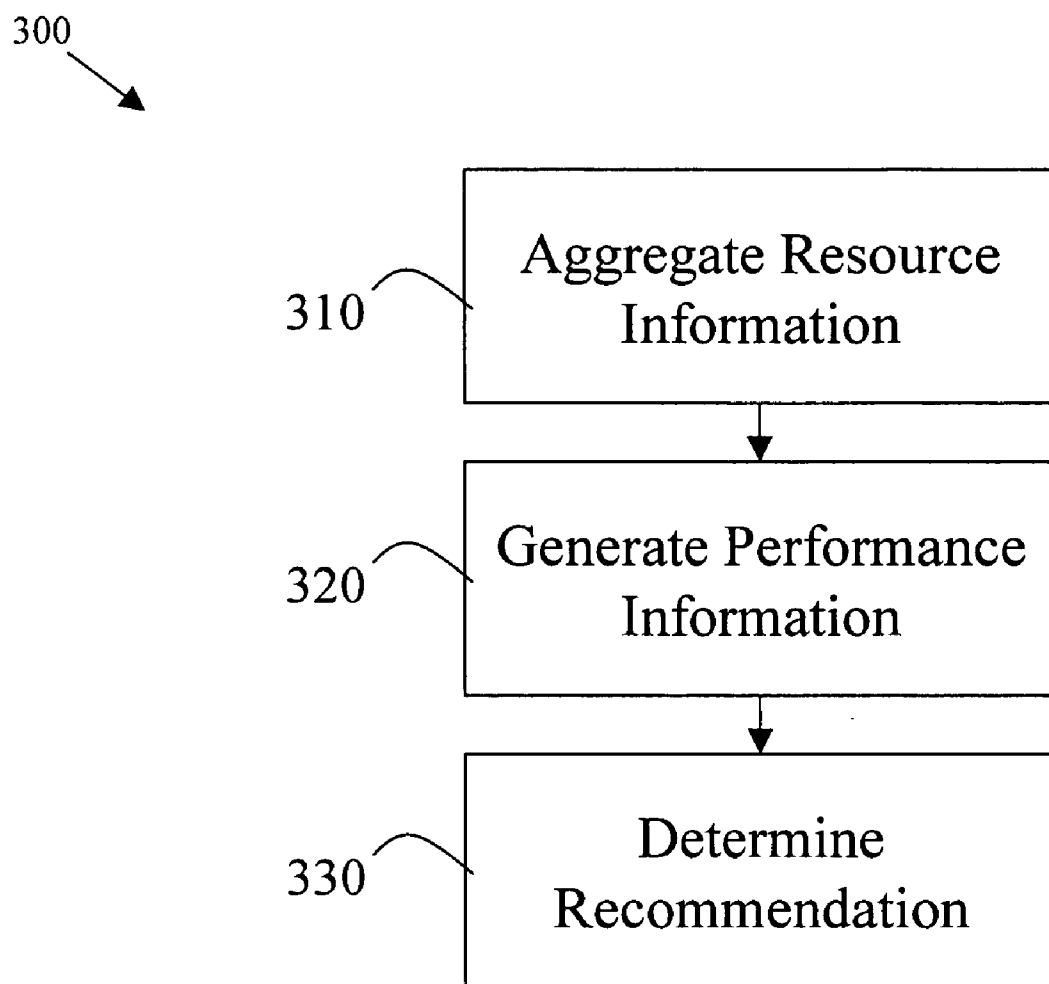 300
310
Aggregate Resource
Information
320
Generate Performance
Information
330
Determine
Recommendation